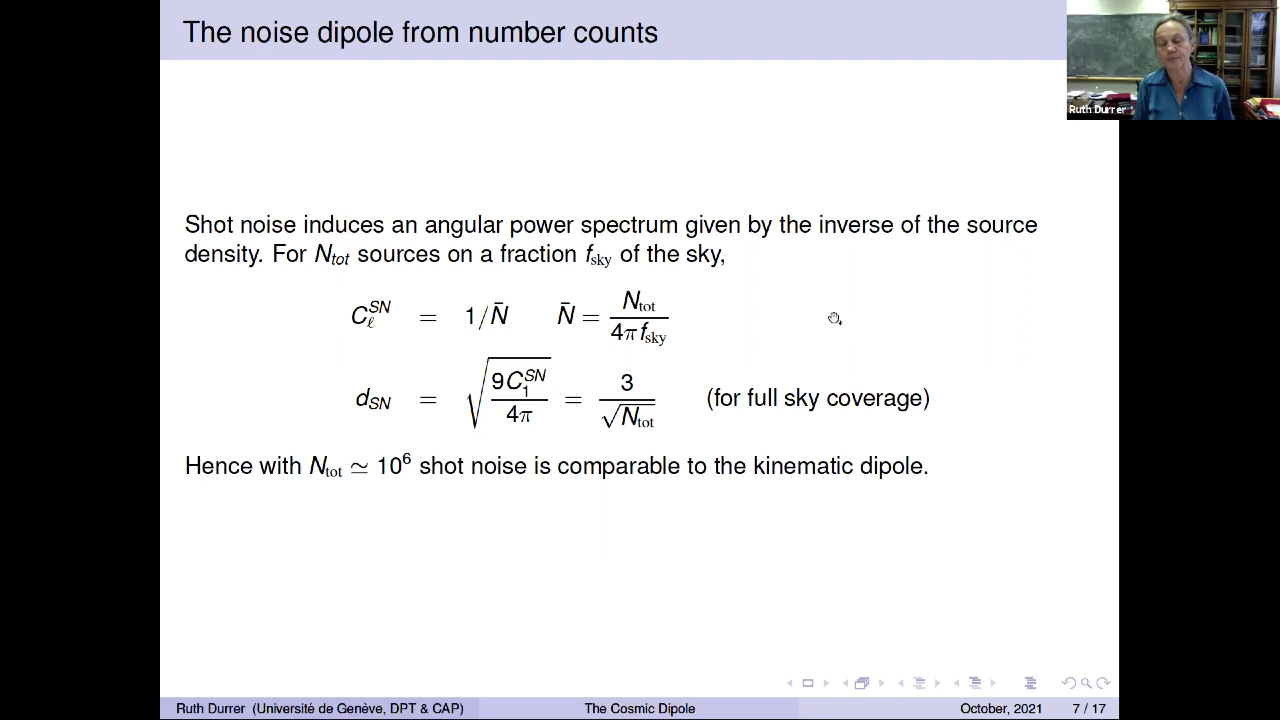 The noise dipole from number counts
Ruth Durrer
Shot noise induces an angular power spectrum given by the inverse of the source
density. For N_tot sources on a fraction f_sky of the sky,
C_ℓ^SN = 1/N̄ N̄ = N_tot / 4π f_sky
d_SN = √(9C_1^SN / 4π) = 3 / √N_tot (for full sky coverage)
Hence with N_tot ≃ 10^6 shot noise is comparable to the kinematic dipole.
Ruth Durrer (Université de Genève, DPT & CAP) The Cosmic Dipole October, 2021 7 / 17